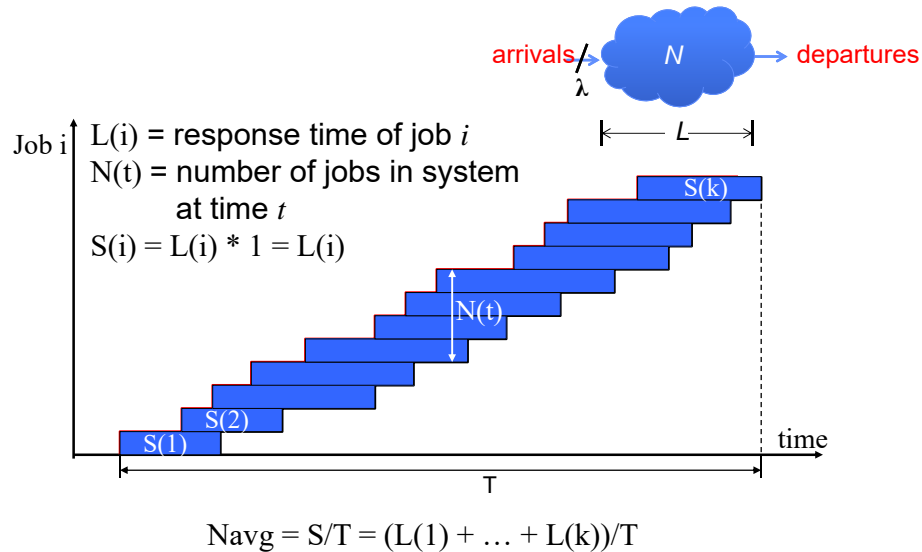 arrivals
N
departures
λ
L
Job i
L(i) = response time of job i
N(t) = number of jobs in system
at time t
S(i) = L(i) * 1 = L(i)
S(k)
N(t)
S(2)
S(1)
time
T
Navg = S/T = (L(1) + … + L(k))/T